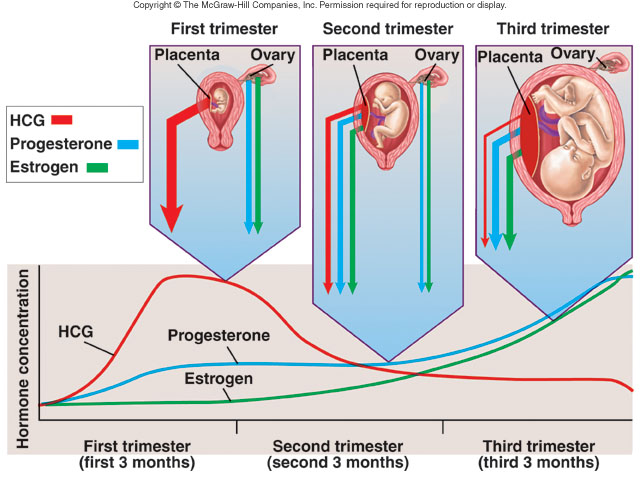 Copyright © The McGraw-Hill Companies, Inc. Permission required for reproduction or display.
First trimester
Second trimester
Third trimester
Placenta
Ovary
Placenta
Ovary
Placenta
Ovary
HCG
Progesterone
Estrogen
Hormone concentration
HCG
Progesterone
Estrogen
First trimester
(first 3 months)
Second trimester
(second 3 months)
Third trimester
(third 3 months)